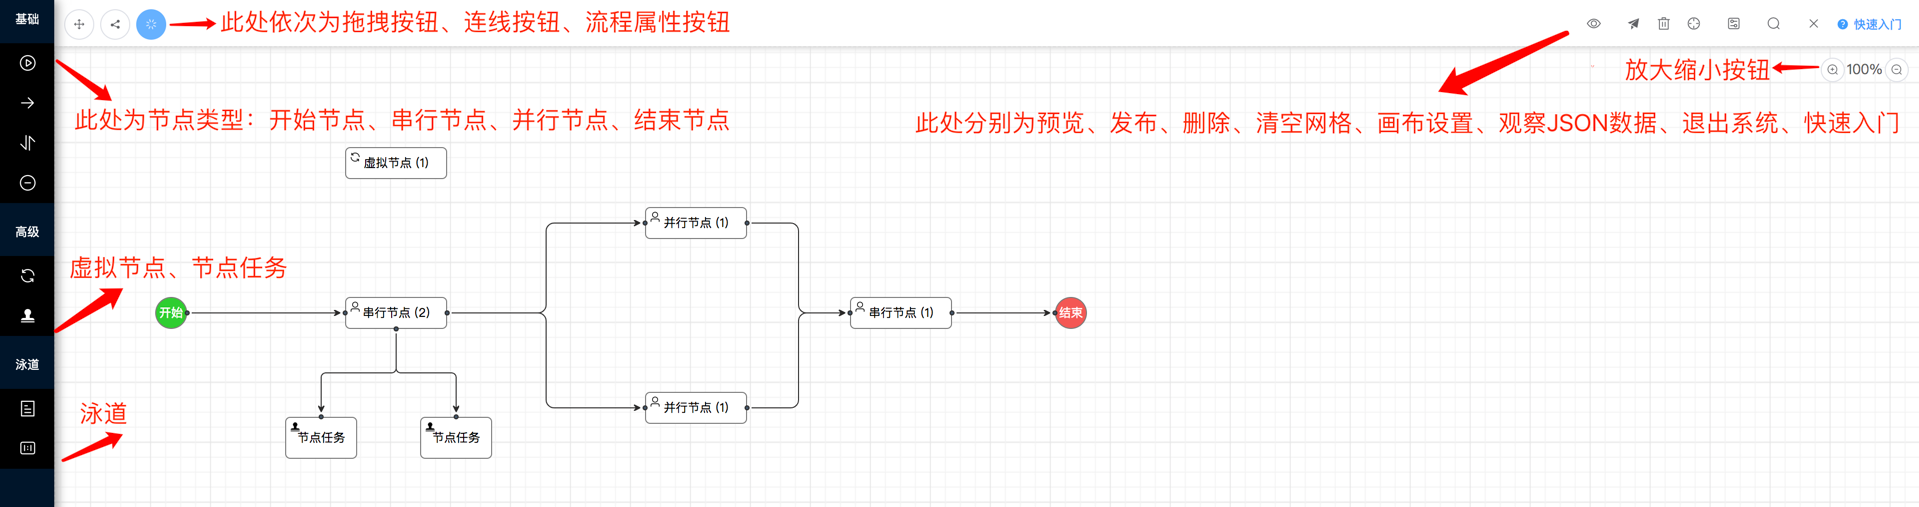 基础
此处依次为拖拽按钮、连线按钮、流程属性按钮
快速入门
放大缩小按钮
100%
此处为节点类型：开始节点、串行节点、并行节点、结束节点
此处分别为预览、发布、删除、清空网格、画布设置、观察JSON数据、退出系统、快速入门
虚拟节点 (1)
并行节点 (1)
高级
虚拟节点、节点任务
开始
串行节点 (2)
串行节点 (1)
结束
泳道
泳道
并行节点 (1)
节点任务
节点任务